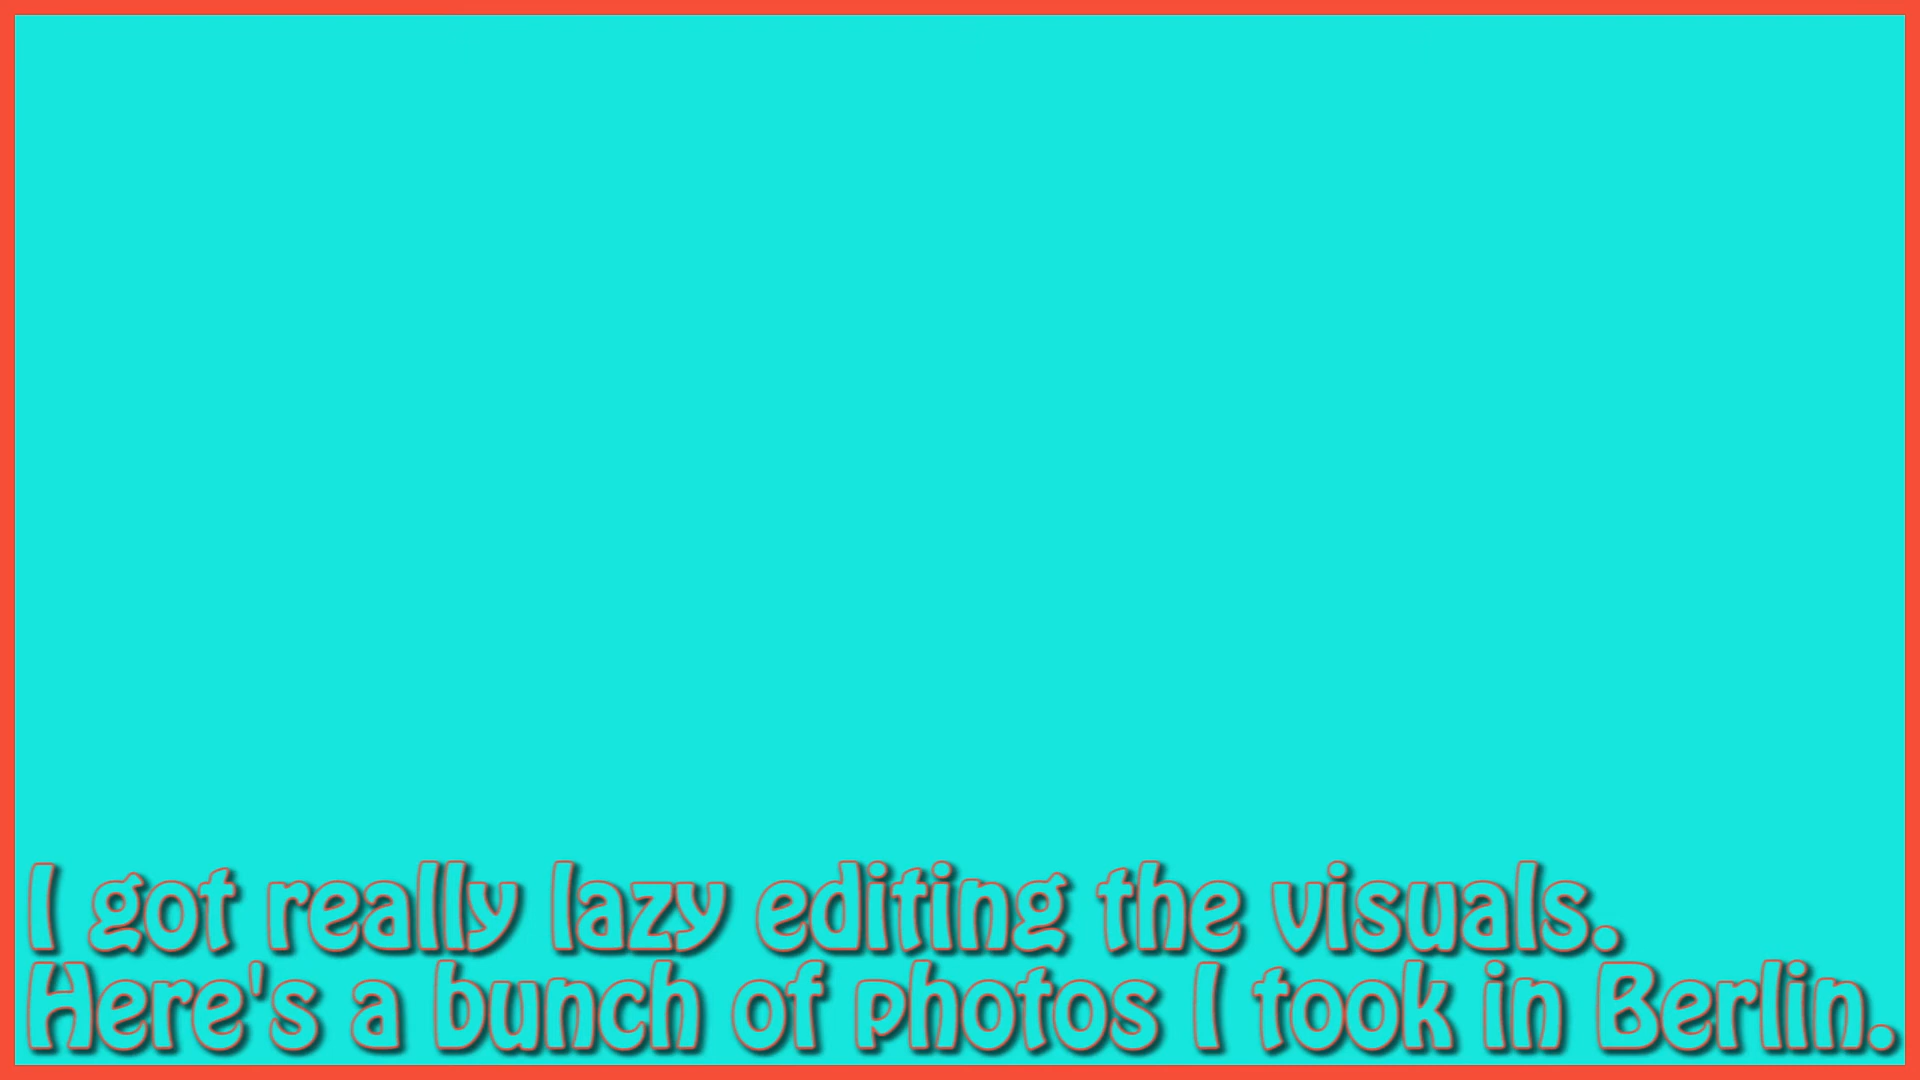 I got really lazy editing the visuals.
Here's a bunch of photos I took in Berlin.